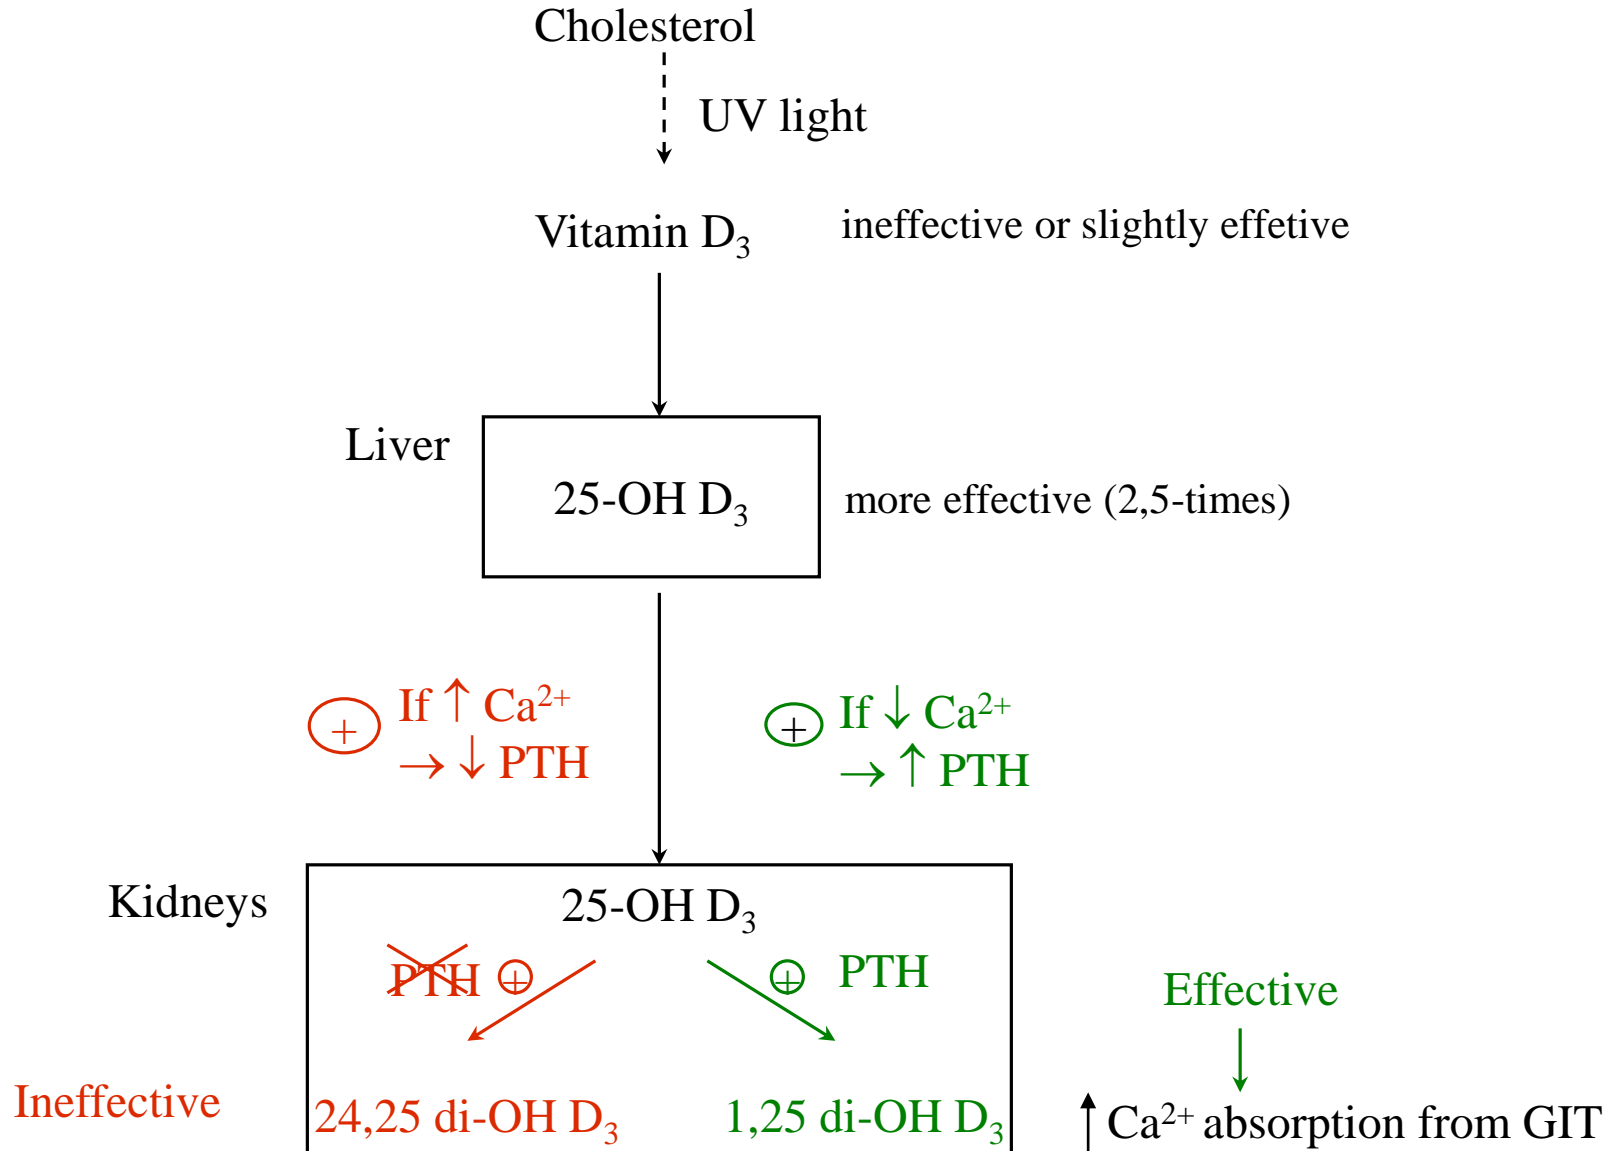 Cholesterol
UV light
Vitamin D₃
ineffective or slightly effetive
Liver
25-OH D₃
more effective (2,5-times)
+ If ↑ Ca²⁺
→ ↓ PTH
+ If ↓ Ca²⁺
→ ↑ PTH
Kidneys
25-OH D₃
PTH +
+ PTH
Effective
Ineffective
24,25 di-OH D₃
1,25 di-OH D₃
↑ Ca²⁺ absorption from GIT